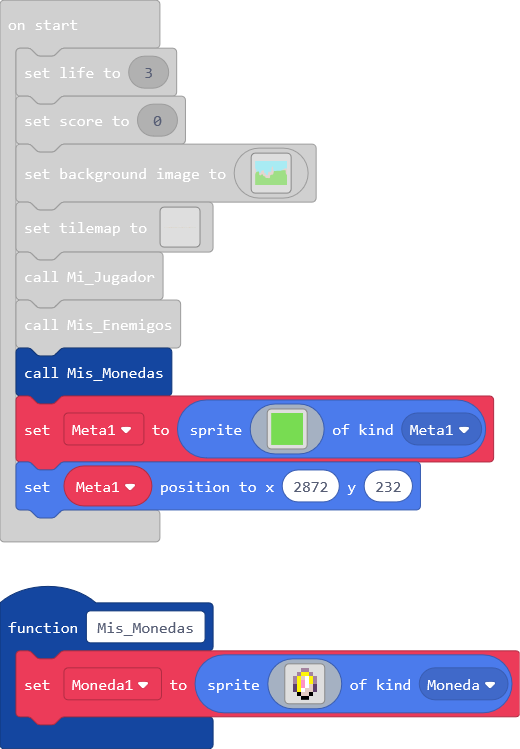 on start
set life to 3
set score to 0
set background image to
set tilemap to
call Mi_Jugador
call Mis_Enemigos
call Mis_Monedas
set Meta1 to sprite of kind Meta1
set Meta1 position to x 2872 y 232
function Mis_Monedas
set Moneda1 to sprite of kind Moneda